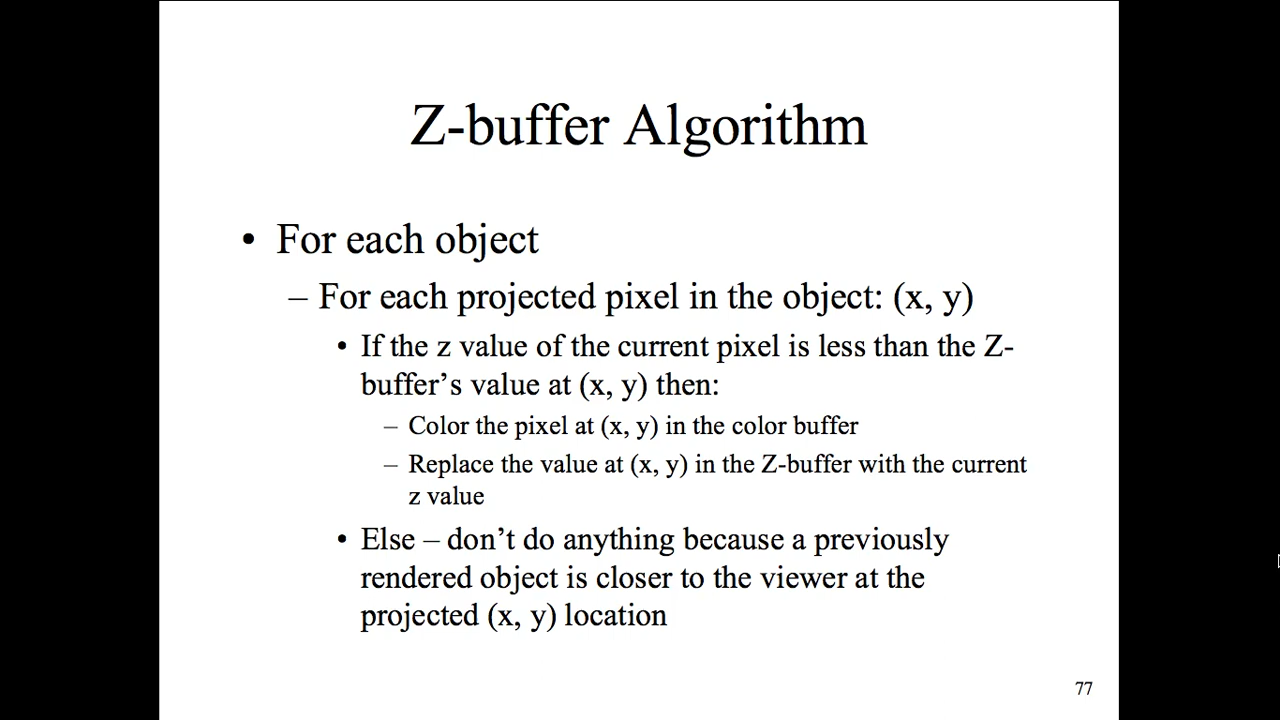 Z-buffer Algorithm
• For each object
– For each projected pixel in the object: (x, y)
• If the z value of the current pixel is less than the Z-
buffer’s value at (x, y) then:
– Color the pixel at (x, y) in the color buffer
– Replace the value at (x, y) in the Z-buffer with the current
z value
• Else – don’t do anything because a previously
rendered object is closer to the viewer at the
projected (x, y) location
77